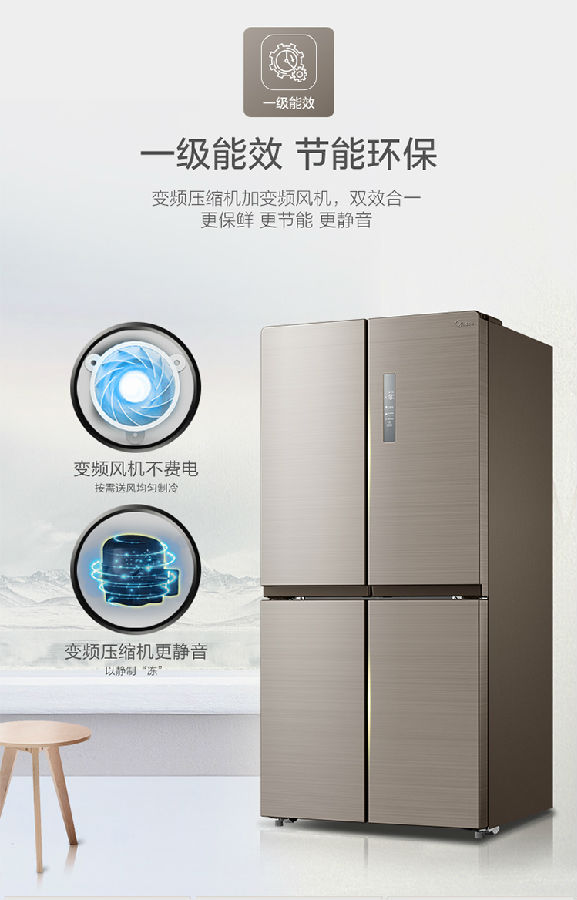 一级能效
一级能效 节能环保
变频压缩机加变频风机，双效合一
更保鲜 更节能 更静音
变频风机不费电
按需送风均匀制冷
变频压缩机更静音
以静制“冻”